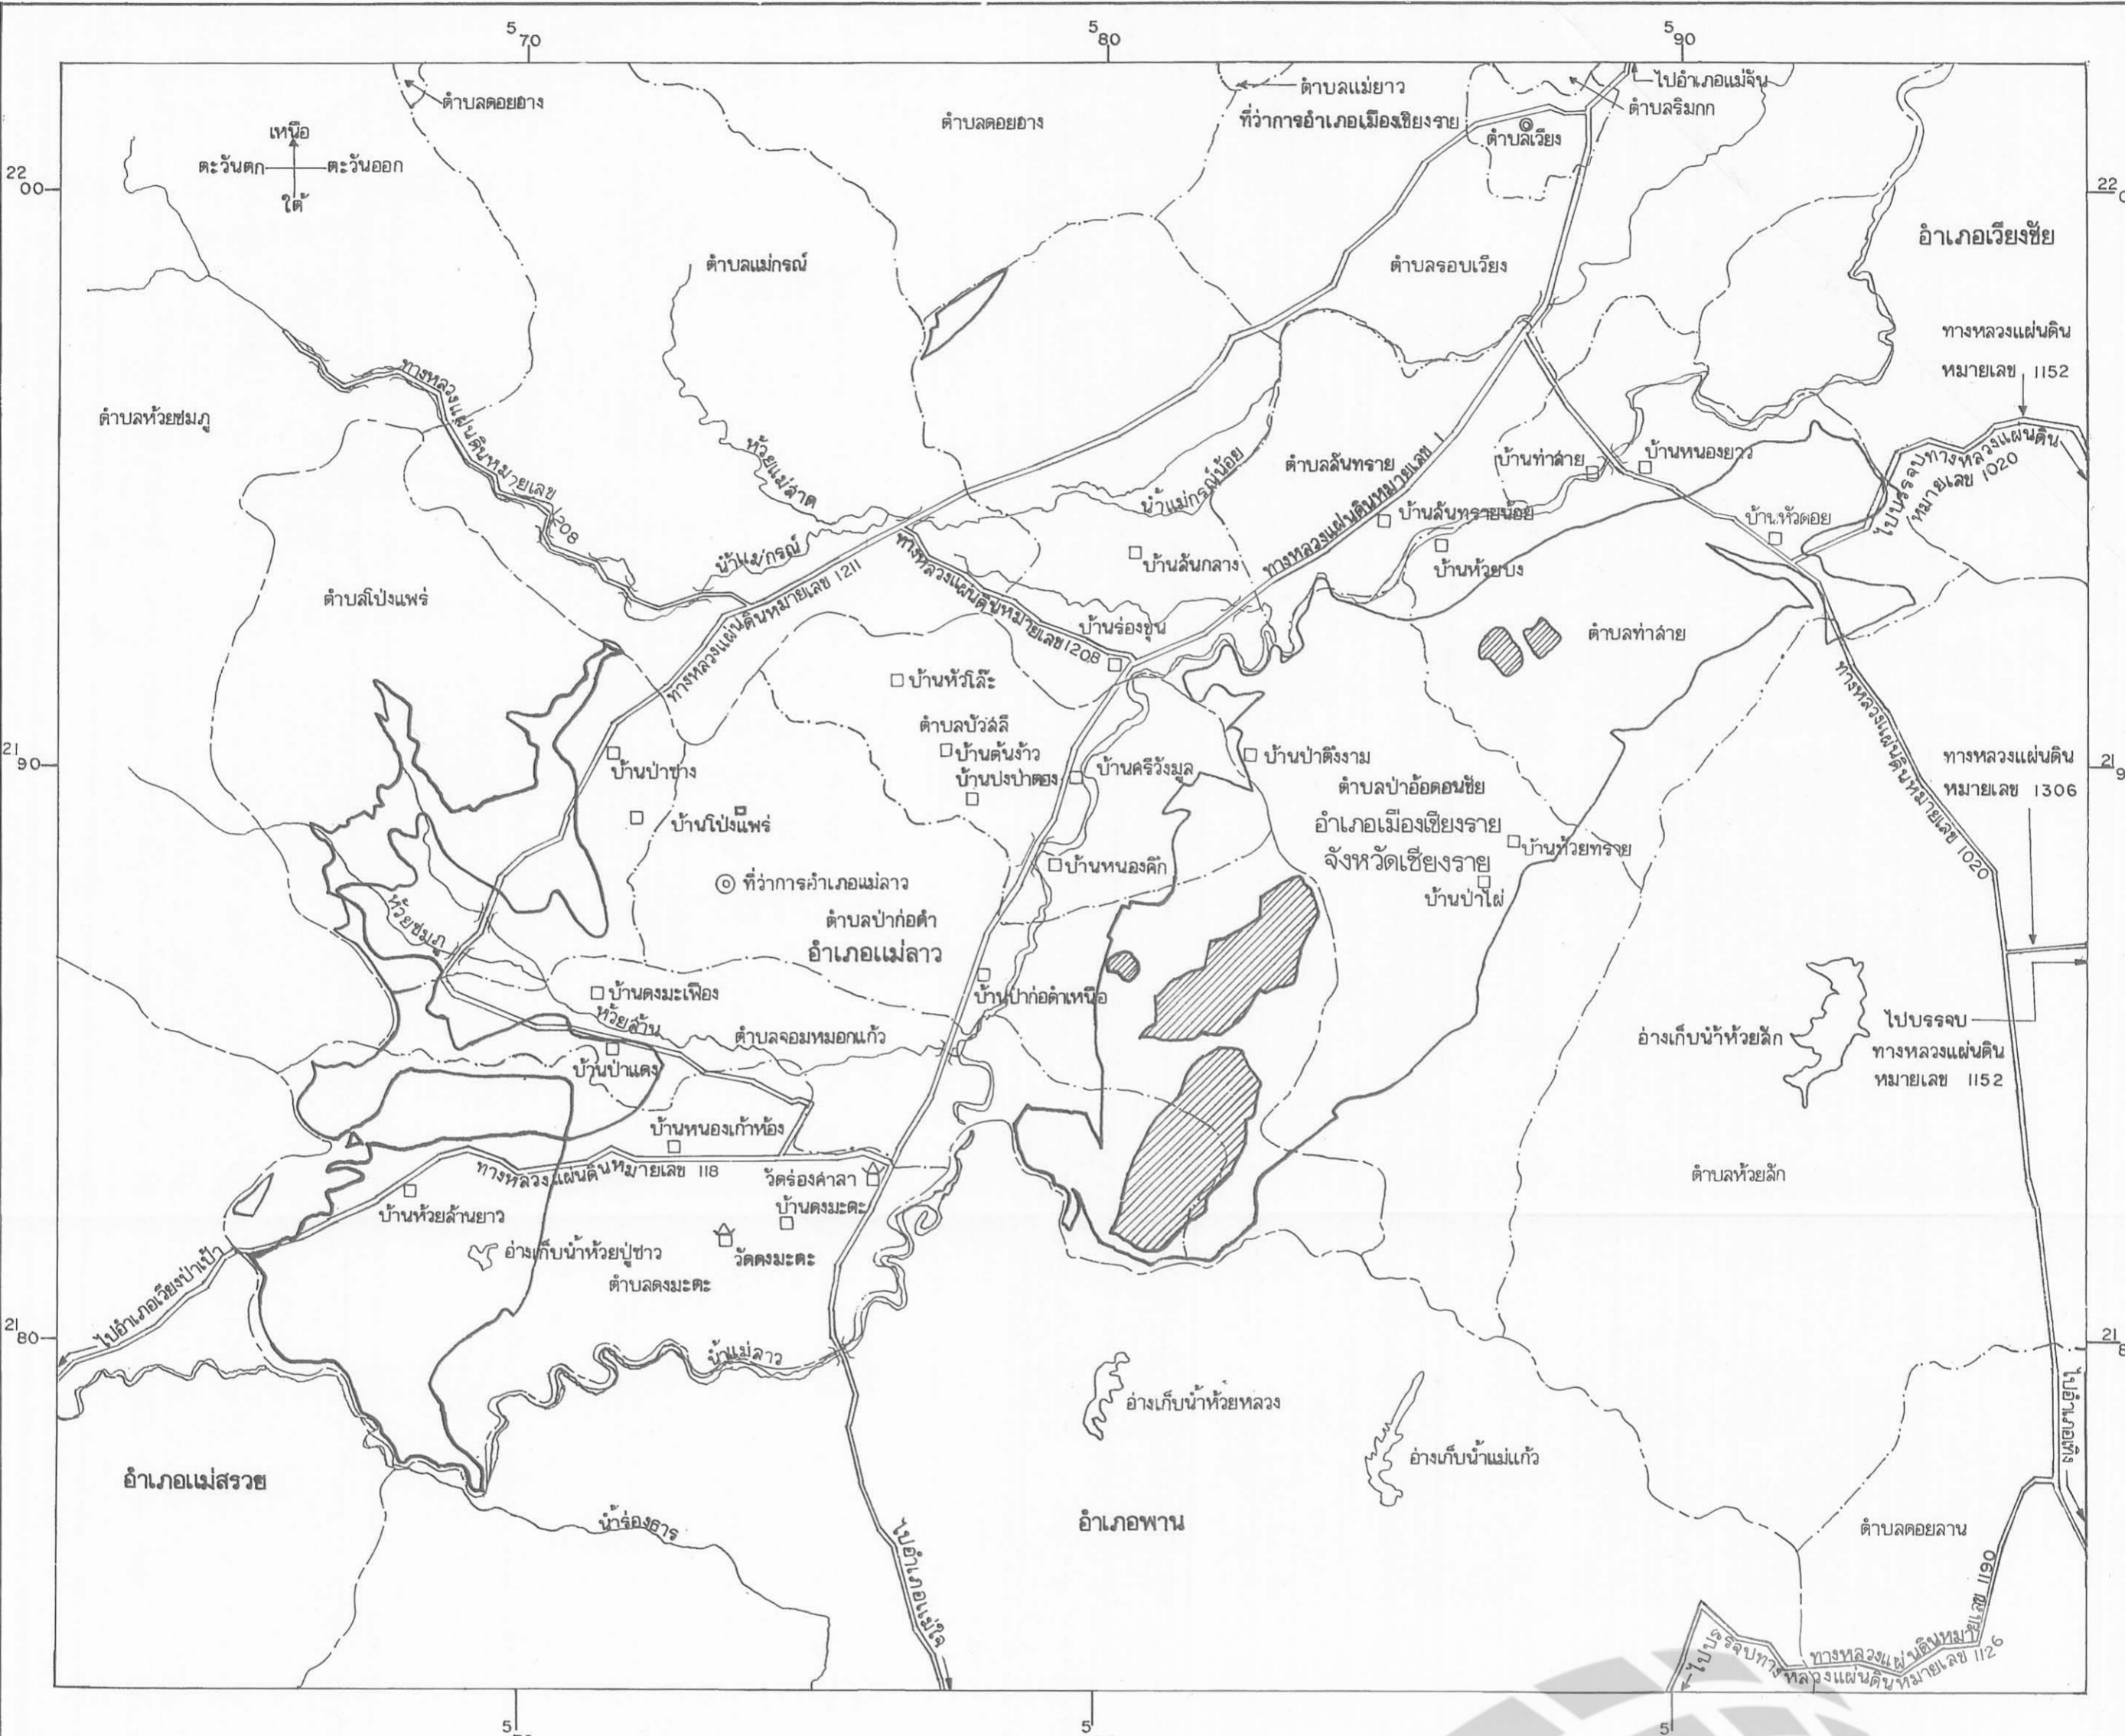 5 70
5 80
5 90
ตำบลดอยฮาง
ตำบลดอยฮาง
ตำบลแม่ยาว
ไปอำเภอแม่จัน
ตำบลริมกก
ที่ว่าการอำเภอเมืองเชียงราย
ตำบลเวียง
เหนือ
ตะวันตก
ตะวันออก
ใต้
22 00
22 0
อำเภอเวียงชัย
ตำบลแม่กรณ์
ตำบลรอบเวียง
ทางหลวงแผ่นดิน
หมายเลข 1152
ตำบลห้วยชมภู
ทางหลวงแผ่นดินหมายเลข 1208
ห้วยแม่สาด
น้ำแม่กรณ์น้อย
ตำบลสันทราย
ทางหลวงแผ่นดินหมายเลข 1
บ้านท่าสาย
บ้านหนองยาว
ไปบรรจบทางหลวงแผ่นดิน
หมายเลข 1020
บ้านสันทรายน้อย
บ้านหัวดอย
น้ำแม่กรณ์
บ้านสันกลาง
บ้านห้วยบง
ตำบลโป่งแพร่
ทางหลวงแผ่นดินหมายเลข 1211
ทางหลวงแผ่นดินหมายเลข 1208
บ้านร่องขุ่น
ตำบลท่าสาย
บ้านหัวโล๊ะ
ตำบลบัวสลี
บ้านต้นง้าว
21 90
21 9
บ้านป่าซาง
บ้านปงป่าตอง
บ้านศรีวังมูล
บ้านป่าตึงงาม
ทางหลวงแผ่นดิน
หมายเลข 1306
ทางหลวงแผ่นดินหมายเลข 1020
ตำบลป่าอ้อดอนชัย
บ้านโป่งแพร่
อำเภอเมืองเชียงราย
บ้านห้วยทราย
จังหวัดเชียงราย
บ้านหนองคึก
ที่ว่าการอำเภอแม่ลาว
บ้านป่าไผ่
ห้วยชมภู
ตำบลป่าก่อดำ
อำเภอแม่ลาว
บ้านดงมะเฟือง
บ้านป่าก่อดำเหนือ
ห้วยส้าน
ตำบลจอมหมอกแก้ว
อ่างเก็บน้ำห้วยสัก
ไปบรรจบ
ทางหลวงแผ่นดิน
หมายเลข 1152
บ้านป่าแดง
บ้านหนองเก้าห้อง
ทางหลวงแผ่นดินหมายเลข 118
วัดร่องศาลา
ตำบลห้วยสัก
บ้านห้วยส้านยาว
บ้านดงมะดะ
อ่างเก็บน้ำห้วยปู่ซาว
วัดดงมะดะ
ตำบลดงมะดะ
ไปอำเภอเวียงป่าเป้า
21 80
21 8
น้ำแม่ลาว
อ่างเก็บน้ำห้วยหลวง
ไปอำเภอเทิง
อ่างเก็บน้ำแม่แก้ว
อำเภอแม่สรวย
น้ำร่องธาร
อำเภอพาน
ตำบลดอยลาน
ไปอำเภอแม่ใจ
ทางหลวงแผ่นดินหมายเลข 1190
ไปบรรจบทางหลวงแผ่นดินหมายเลข 1126
5
5
5